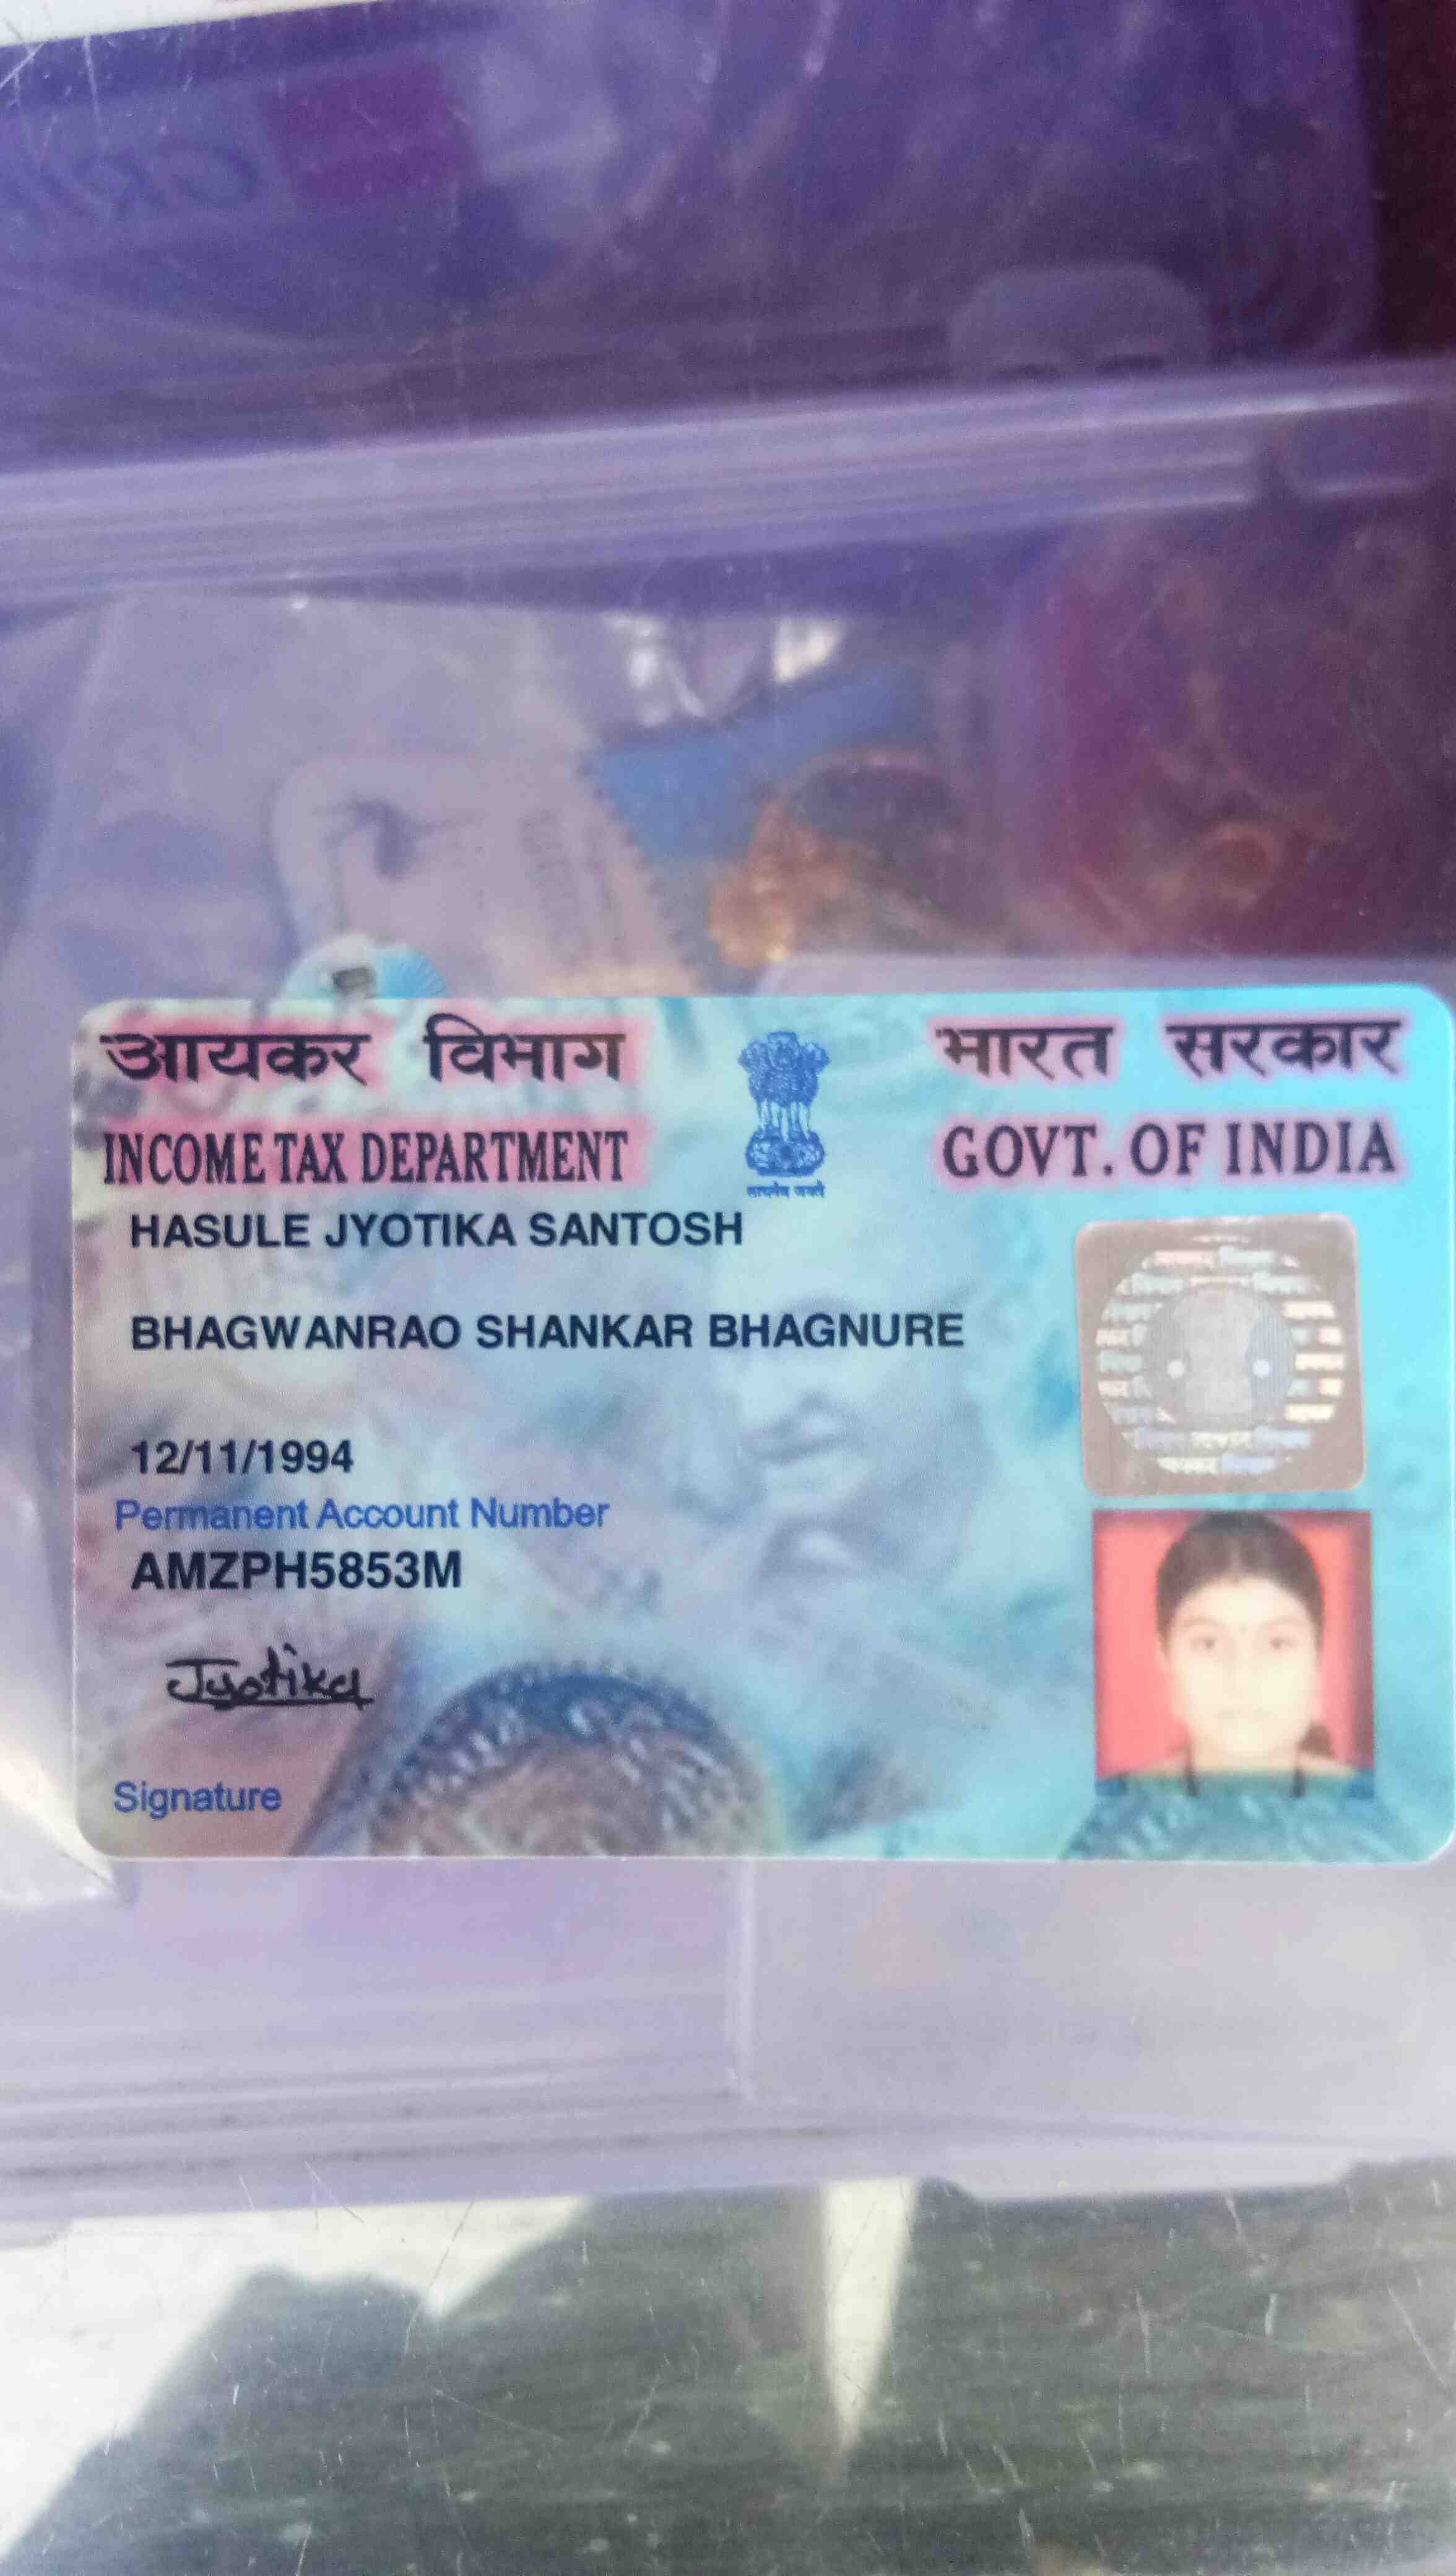 आयकर विभाग
भारत सरकार
INCOME TAX DEPARTMENT
GOVT. OF INDIA
सत्यमेव जयते
HASULE JYOTIKA SANTOSH
BHAGWANRAO SHANKAR BHAGNURE
12/11/1994
Permanent Account Number
AMZPH5853M
Jyotika
Signature